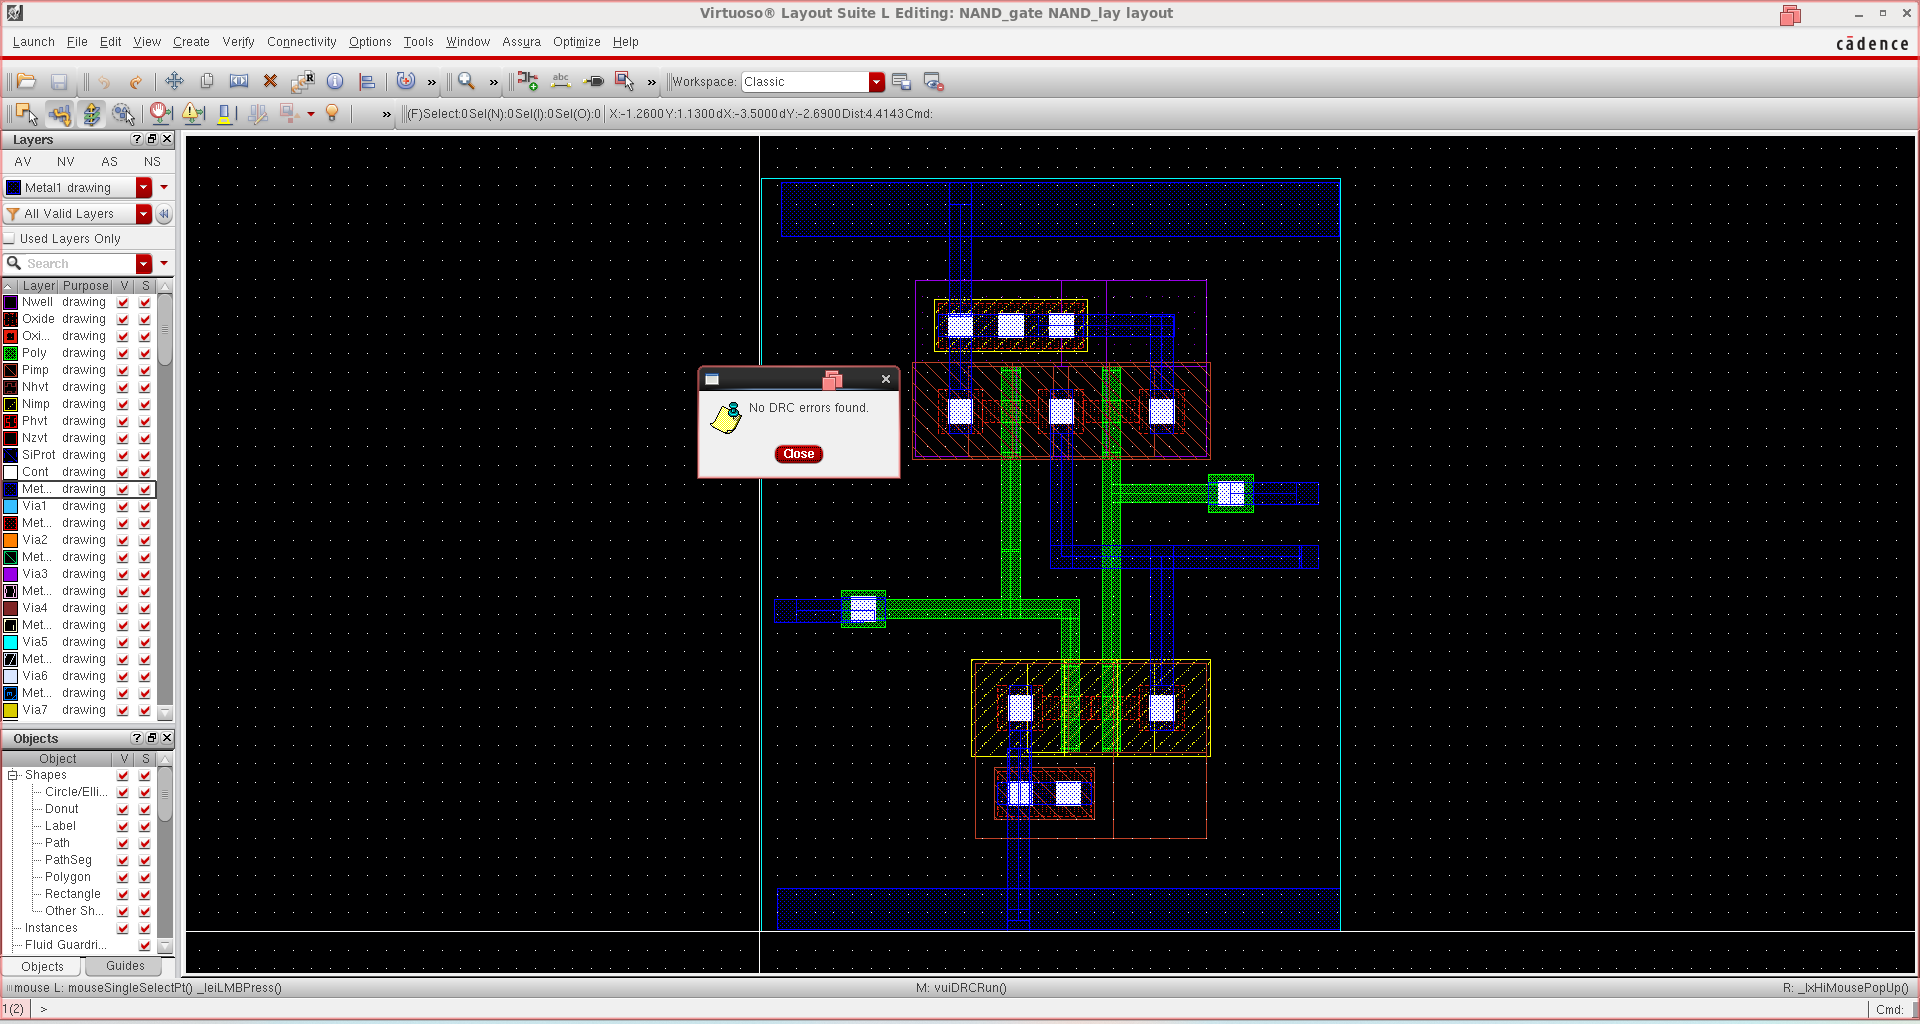 Virtuoso® Layout Suite L Editing: NAND_gate NAND_lay layout
Launch File Edit View Create Verify Connectivity Options Tools Window Assura Optimize Help
cādence
R
»
»
abc
»
Workspace: Classic
»
(F)Select:0 Sel(N):0 Sel(I):0 Sel(O):0 X:-1.2600 Y:1.1300 dX:-3.5000 dY:-2.6900 Dist:4.4143 Cmd:
Layers
AV NV AS NS
Metal1 drawing
All Valid Layers
Used Layers Only
Search
Layer Purpose V S
Nwell drawing
Oxide drawing
Oxi... drawing
Poly drawing
Pimp drawing
Nhvt drawing
Nimp drawing
Phvt drawing
Nzvt drawing
SiProt drawing
Cont drawing
Met... drawing
Via1 drawing
Met... drawing
Via2 drawing
Met... drawing
Via3 drawing
Met... drawing
Via4 drawing
Met... drawing
Via5 drawing
Met... drawing
Via6 drawing
Met... drawing
Via7 drawing
Objects
Object V S
Shapes
Circle/Elli...
Donut
Label
Path
PathSeg
Polygon
Rectangle
Other Sh...
Instances
Fluid Guardri...
Objects Guides
No DRC errors found.
Close
mouse L: mouseSingleSelectPt() _leiLMBPress() M: vuiDRCRun() R: _lxHiMousePopUp()
1(2) > Cmd: